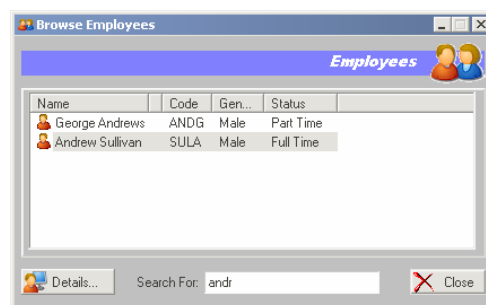 Browse Employees
Employees
Name Code Gen... Status
George Andrews ANDG Male Part Time
Andrew Sullivan SULA Male Full Time
Details... Search For: andr Close